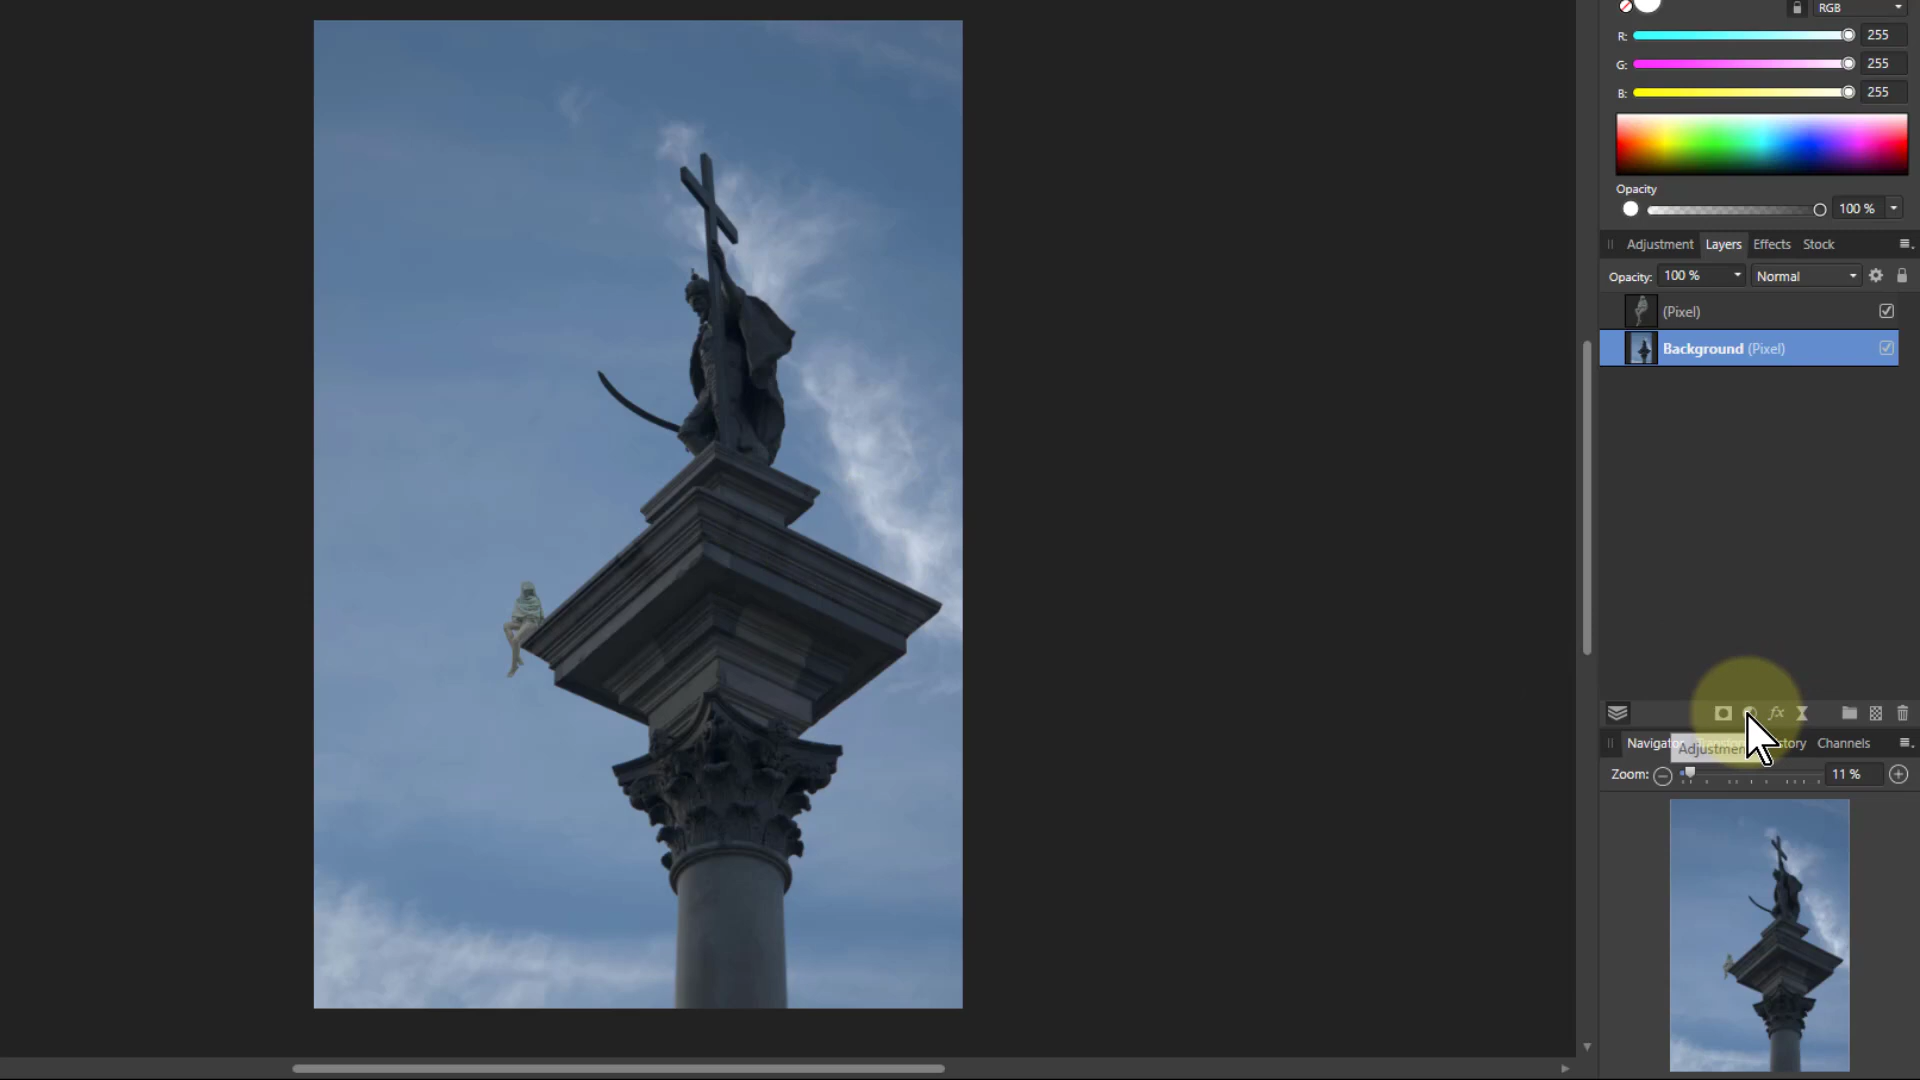 RGB
R: 255
G: 255
B: 255
Opacity
100 %
Adjustment Layers Effects Stock
Opacity: 100 % Normal
(Pixel)
Background (Pixel)
fx
Channels
Zoom: 11 %